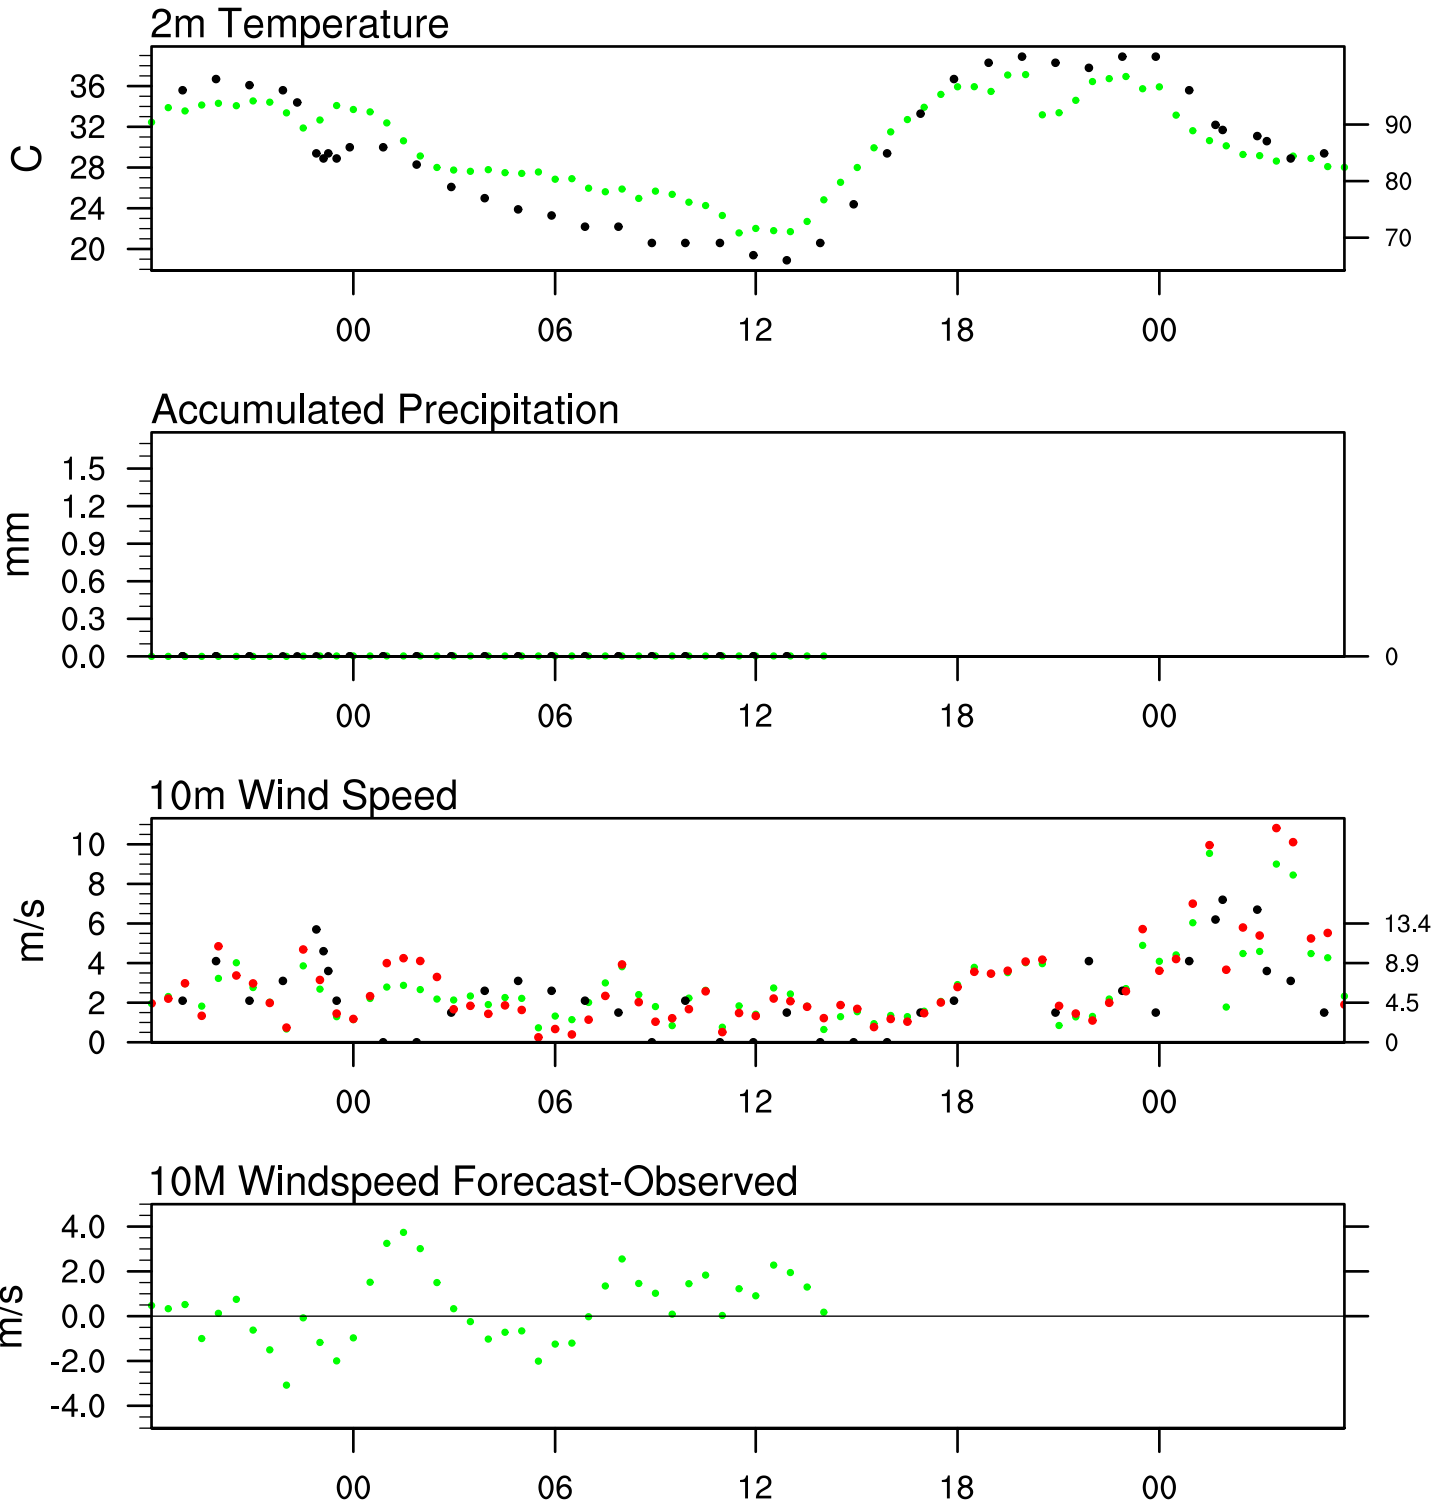 2m Temperature
C
36
32
28
24
20
90
80
70
00 06 12 18 00
Accumulated Precipitation
mm
1.5
1.2
0.9
0.6
0.3
0.0
0
00 06 12 18 00
10m Wind Speed
m/s
10
8
6
4
2
0
13.4
8.9
4.5
0
00 06 12 18 00
10M Windspeed Forecast-Observed
m/s
4.0
2.0
0.0
-2.0
-4.0
00 06 12 18 00